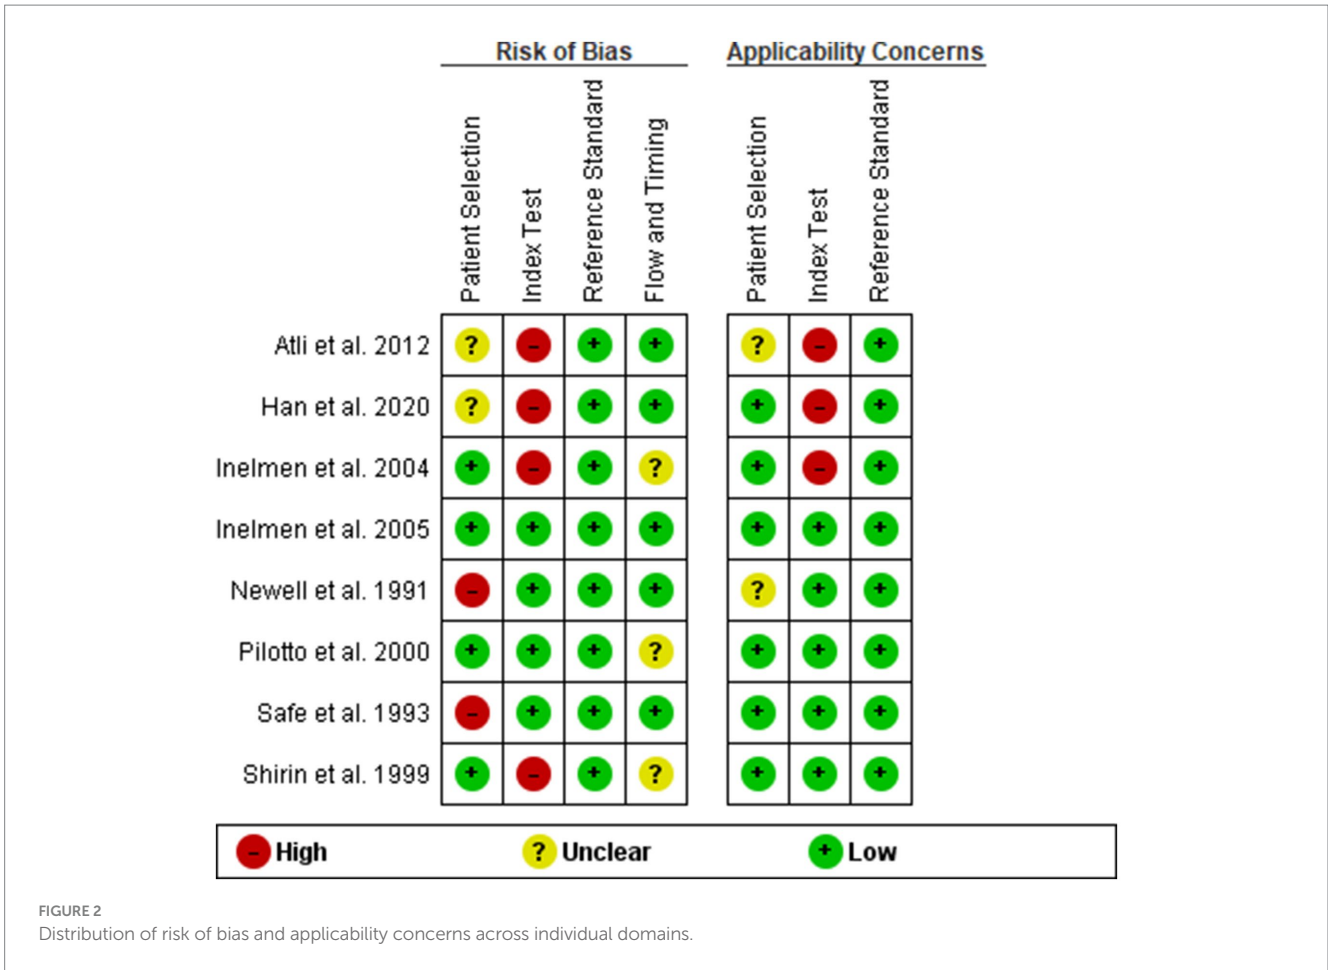 Risk of Bias
Applicability Concerns
Patient Selection
Index Test
Reference Standard
Flow and Timing
Patient Selection
Index Test
Reference Standard
Atli et al. 2012 ? – + + ? – +
Han et al. 2020 ? – + + + – +
Inelmen et al. 2004 + – + ? + – +
Inelmen et al. 2005 + + + + + + +
Newell et al. 1991 – + + + ? + +
Pilotto et al. 2000 + + + ? + + +
Safe et al. 1993 – + + + + + +
Shirin et al. 1999 + – + ? + + +
– High ? Unclear + Low
FIGURE 2
Distribution of risk of bias and applicability concerns across individual domains.